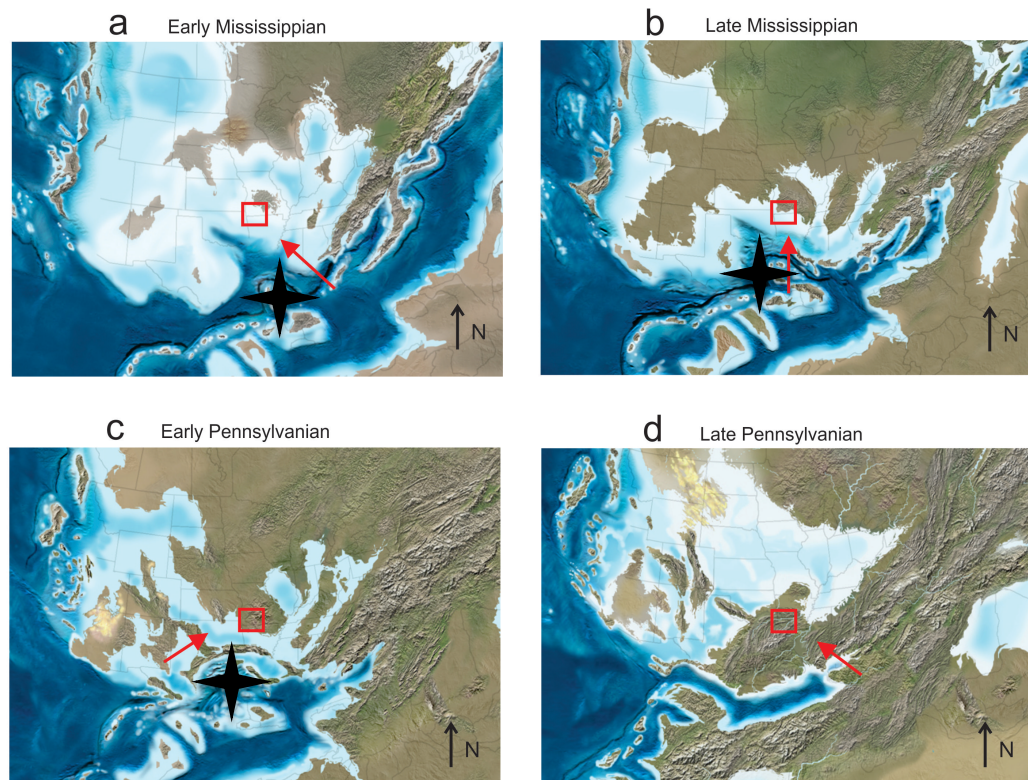 a Early Mississippian
N
b Late Mississippian
N
c Early Pennsylvanian
N
d Late Pennsylvanian
N